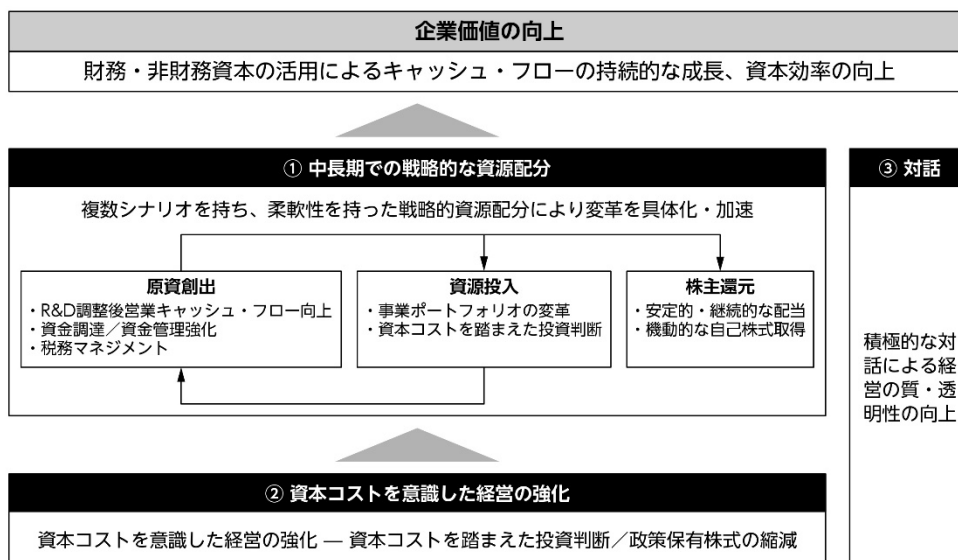 企業価値の向上
財務・非財務資本の活用によるキャッシュ・フローの持続的な成長、資本効率の向上
① 中長期での戦略的な資源配分
複数シナリオを持ち、柔軟性を持った戦略的資源配分により変革を具体化・加速
原資創出
・R&D調整後営業キャッシュ・フロー向上
・資金調達／資金管理強化
・税務マネジメント
資源投入
・事業ポートフォリオの変革
・資本コストを踏まえた投資判断
株主還元
・安定的・継続的な配当
・機動的な自己株式取得
② 資本コストを意識した経営の強化
資本コストを意識した経営の強化 ― 資本コストを踏まえた投資判断／政策保有株式の縮減
③ 対話
積極的な対
話による経
営の質・透
明性の向上